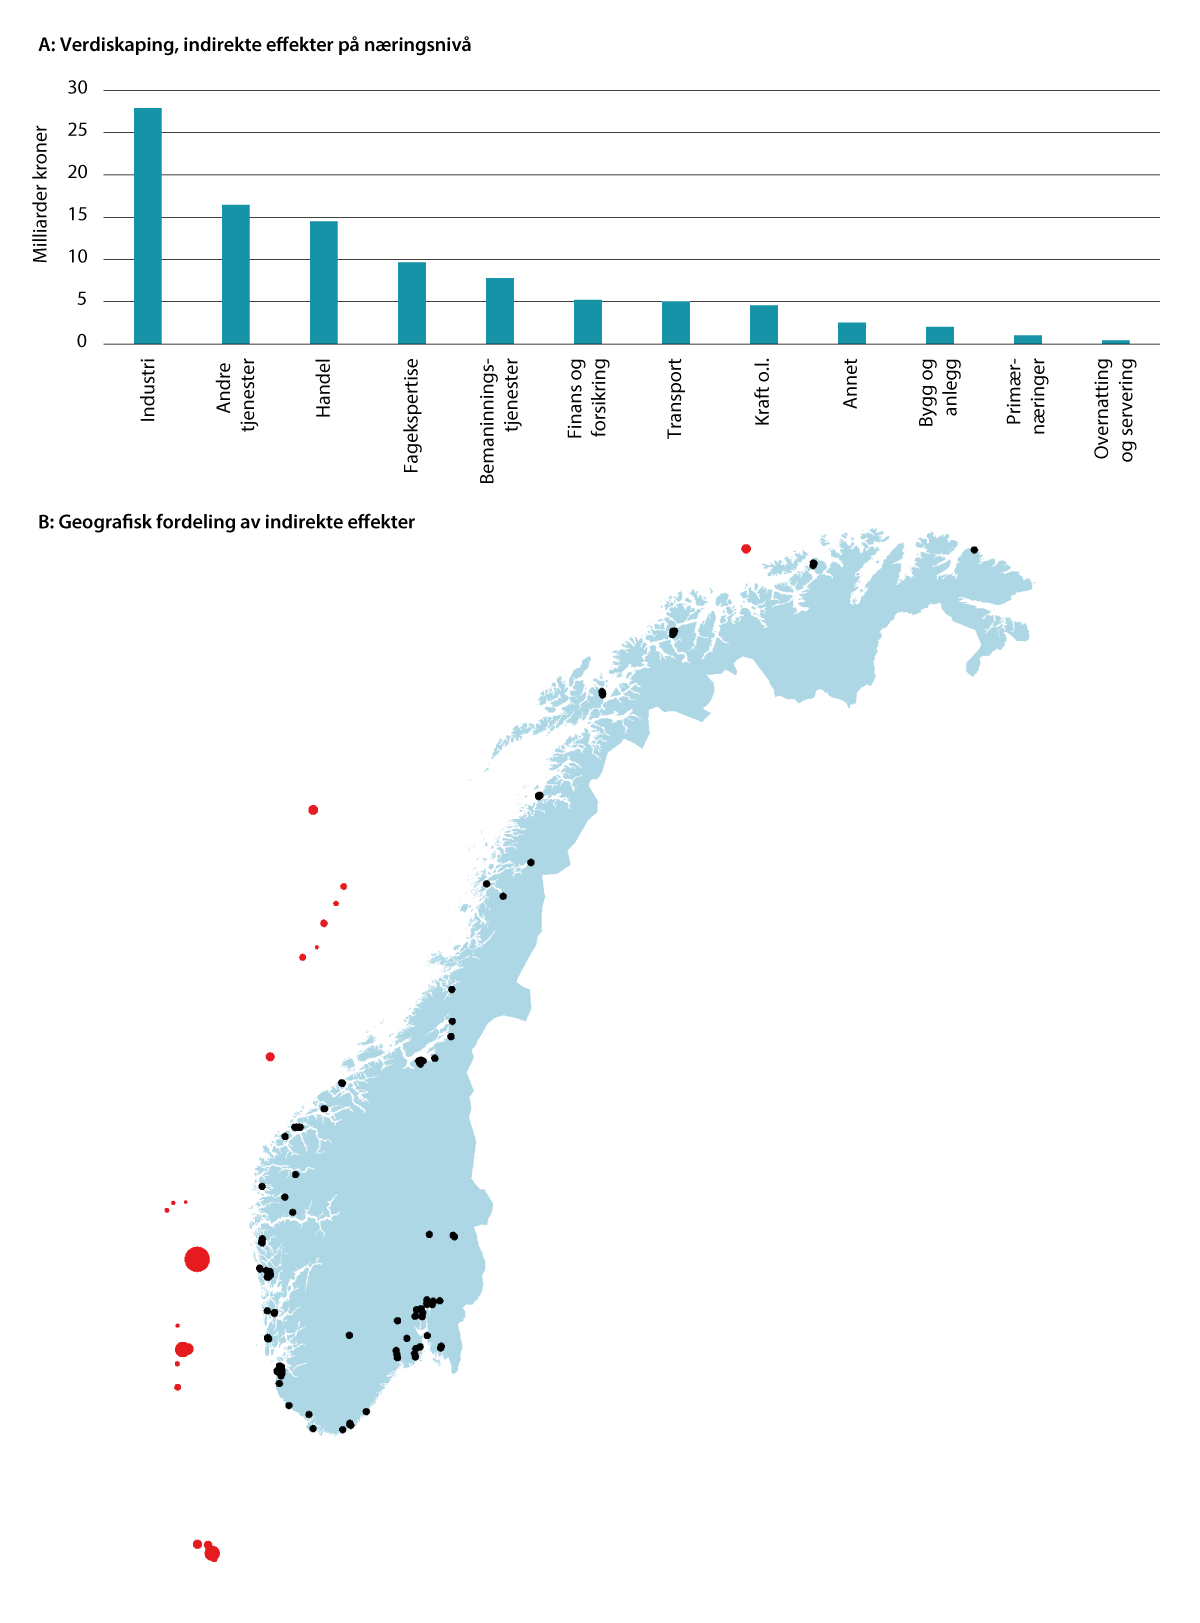 A: Verdiskaping, indirekte effekter på næringsnivå
Milliarder kroner
30
25
20
15
10
5
0
Industri
Andre
tjenester
Handel
Fagekspertise
Bemaninnings-
tjenester
Finans og
forsikring
Transport
Kraft o.l.
Annet
Bygg og
anlegg
Primær-
næringer
Overnatting
og servering
B: Geografisk fordeling av indirekte effekter